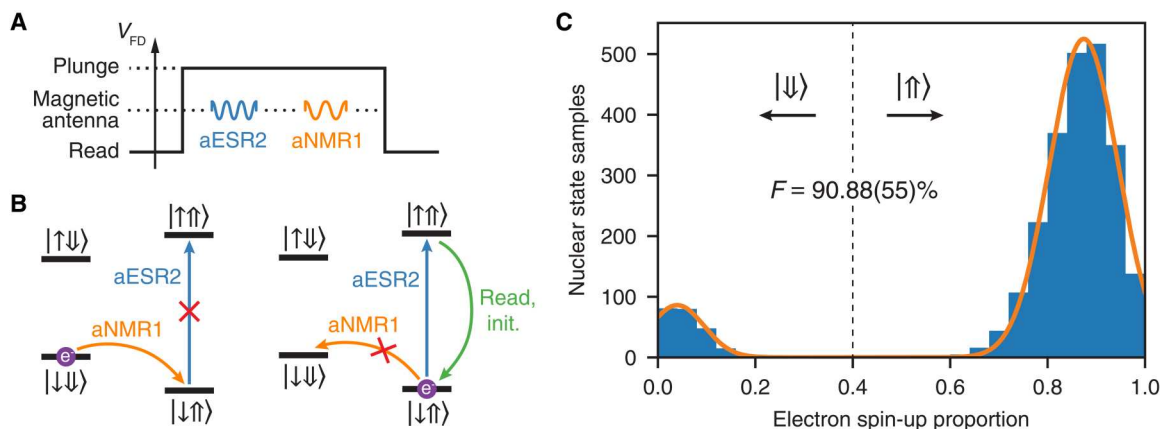 A
V_FD
Plunge
Magnetic
antenna
Read
aESR2
aNMR1
B
|↑⇓⟩
|↑⇑⟩
aESR2
aNMR1
e⁻
|↓⇓⟩
|↓⇑⟩
|↑⇓⟩
|↑⇑⟩
aESR2
Read,
init.
aNMR1
|↓⇓⟩
e⁻
|↓⇑⟩
C
Nuclear state samples
500
400
300
200
100
0
|⇓⟩
|⇑⟩
F = 90.88(55)%
0.0 0.2 0.4 0.6 0.8 1.0
Electron spin-up proportion